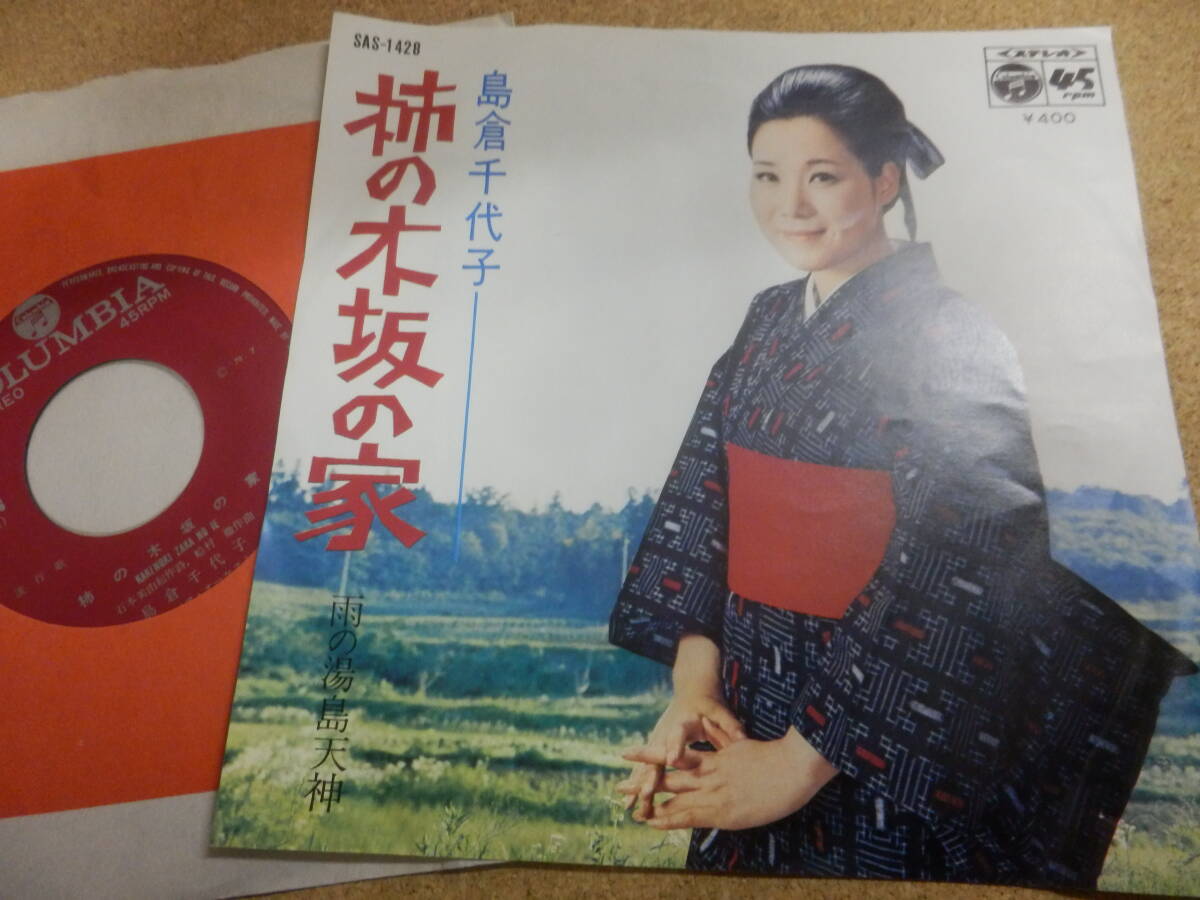 SAS-1428
柿の木坂の家
島倉千代子
雨の湯島天神
ステレオ
Columbia
45
rpm
¥400
OLUMBIA
45RPM
REO
柿の木坂の家
KAKINOKI ZAKA NO IE
島倉千代子